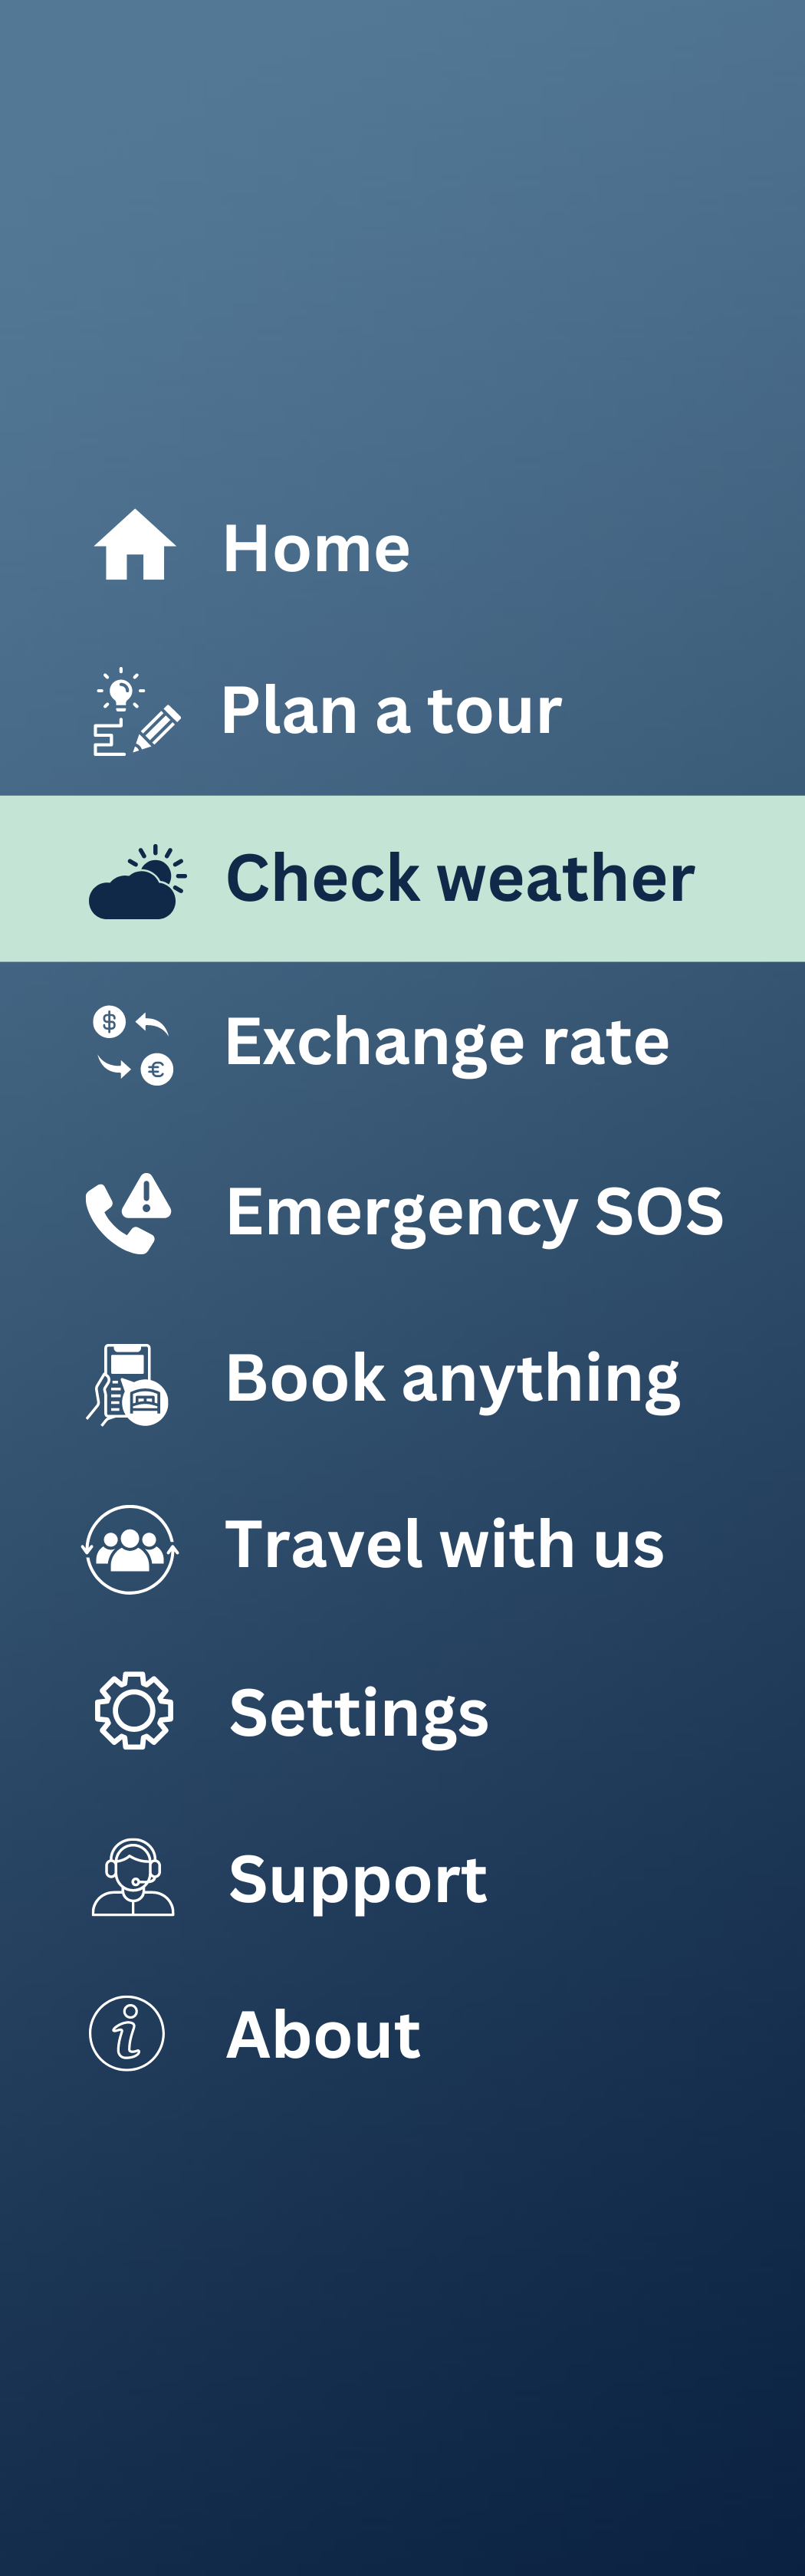 Home
Plan a tour
Check weather
$
Exchange rate
€
Emergency SOS
Book anything
Travel with us
Settings
Support
About